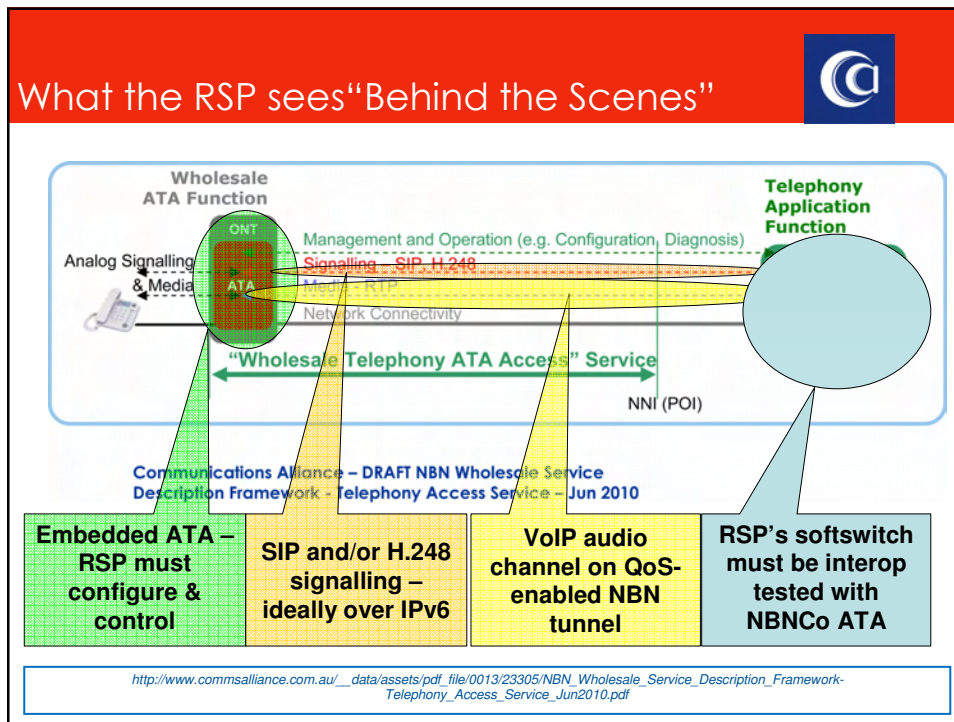 What the RSP sees“Behind the Scenes”
Wholesale
ATA Function
Telephony
Application
Function
ONT
Management and Operation (e.g. Configuration, Diagnosis)
Analog Signalling
Signalling – SIP, H.248
& Media
ATA
Media - RTP
Network Connectivity
“Wholesale Telephony ATA Access” Service
NNI (POI)
Communications Alliance – DRAFT NBN Wholesale Service
Description Framework - Telephony Access Service – Jun 2010
Embedded ATA –
RSP must
configure &
control
SIP and/or H.248
signalling –
ideally over IPv6
VoIP audio
channel on QoS-
enabled NBN
tunnel
RSP’s softswitch
must be interop
tested with
NBNCo ATA
http://www.commsalliance.com.au/__data/assets/pdf_file/0013/23305/NBN_Wholesale_Service_Description_Framework-
Telephony_Access_Service_Jun2010.pdf